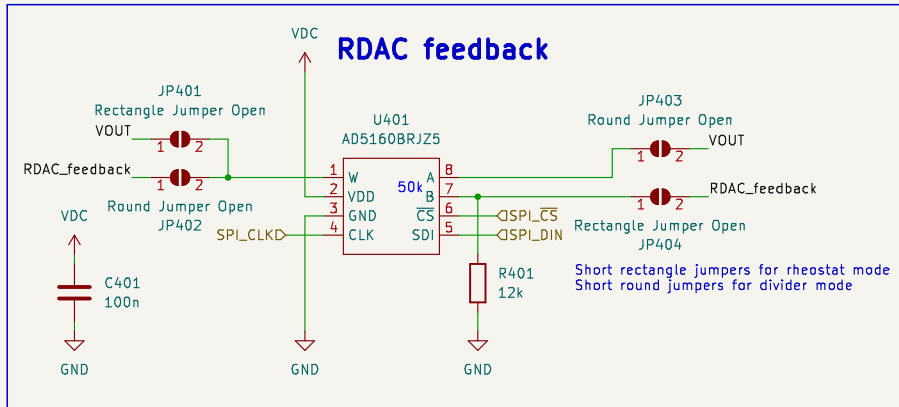 RDAC feedback
VDC
JP401
Rectangle Jumper Open
VOUT
1 2
RDAC_feedback
1 2
Round Jumper Open
JP402
U401
AD5160BRJZ5
1 W
2 VDD
3 GND
4 CLK
50k
A 8
B 7
CS 6
SDI 5
SPI_CLK
SPI_CS
SPI_DIN
JP403
Round Jumper Open
VOUT
1 2
RDAC_feedback
1 2
Rectangle Jumper Open
JP404
VDC
C401
100n
GND
GND
R401
12k
GND
Short rectangle jumpers for rheostat mode
Short round jumpers for divider mode